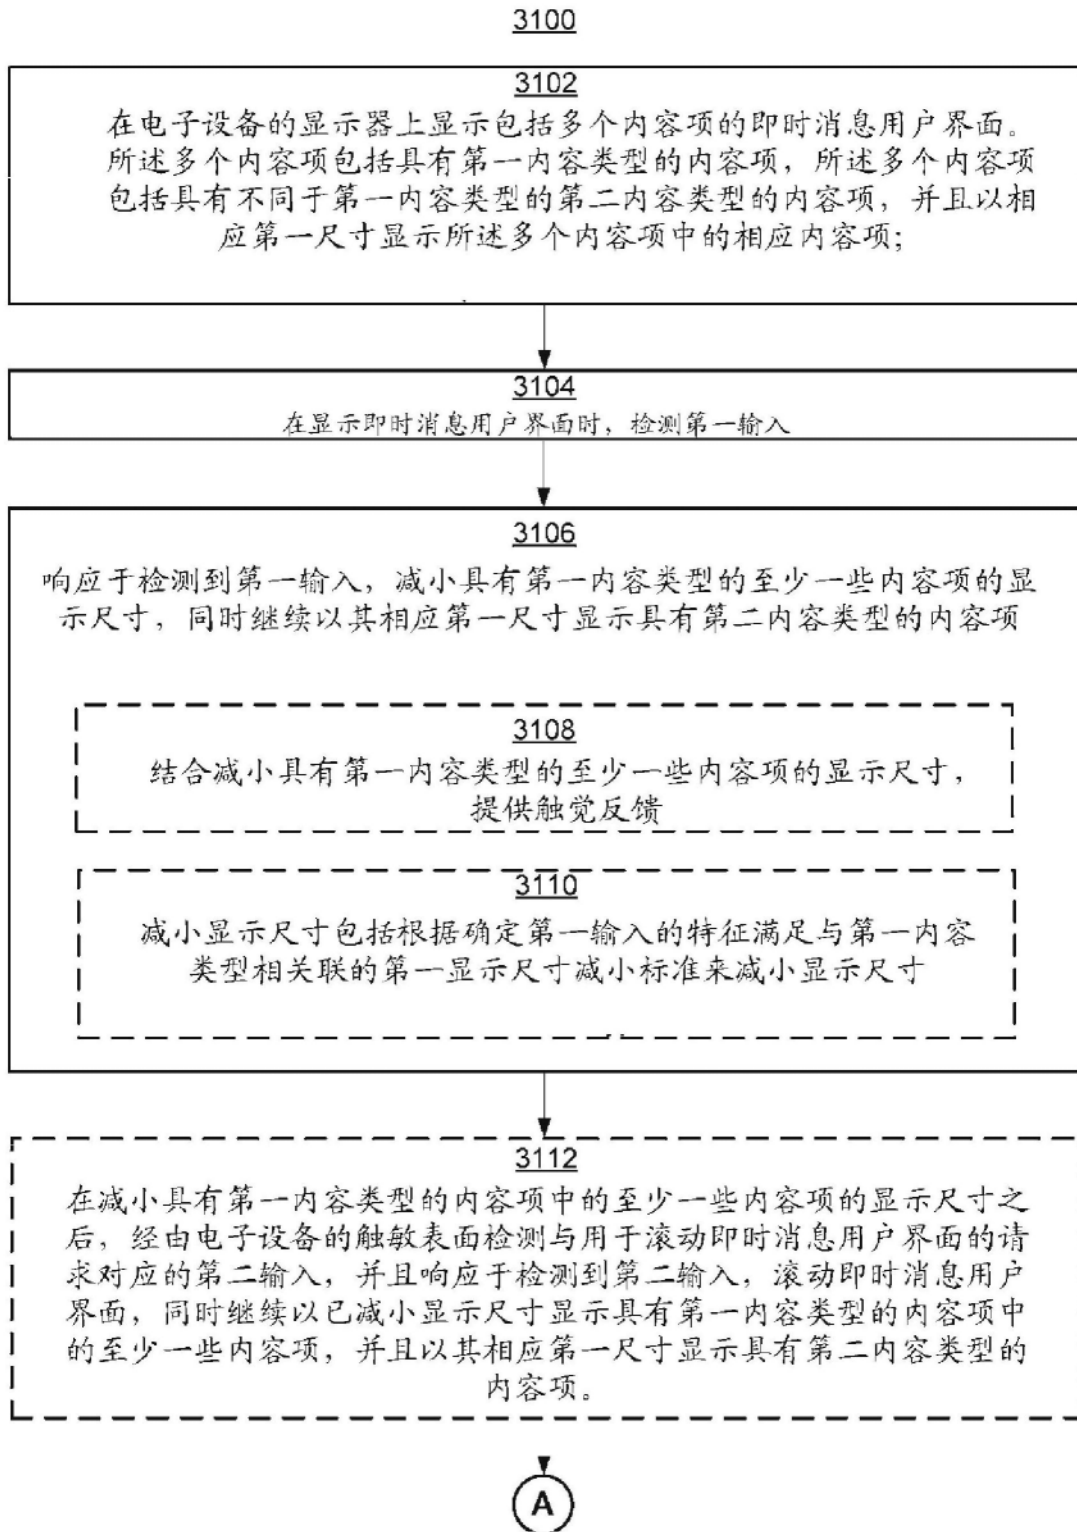 3100
3102
在电子设备的显示器上显示包括多个内容项的即时消息用户界面。
所述多个内容项包括具有第一内容类型的内容项，所述多个内容项
包括具有不同于第一内容类型的第二内容类型的内容项，并且以相
应第一尺寸显示所述多个内容项中的相应内容项；
3104
在显示即时消息用户界面时，检测第一输入
3106
响应于检测到第一输入，减小具有第一内容类型的至少一些内容项的显
示尺寸，同时继续以其相应第一尺寸显示具有第二内容类型的内容项
3108
结合减小具有第一内容类型的至少一些内容项的显示尺寸，
提供触觉反馈
3110
减小显示尺寸包括根据确定第一输入的特征满足与第一内容
类型相关联的第一显示尺寸减小标准来减小显示尺寸
3112
在减小具有第一内容类型的内容项中的至少一些内容项的显示尺寸之
后，经由电子设备的触敏表面检测与用于滚动即时消息用户界面的请
求对应的第二输入，并且响应于检测到第二输入，滚动即时消息用户
界面，同时继续以已减小显示尺寸显示具有第一内容类型的内容项中
的至少一些内容项，并且以其相应第一尺寸显示具有第二内容类型的
内容项。
A